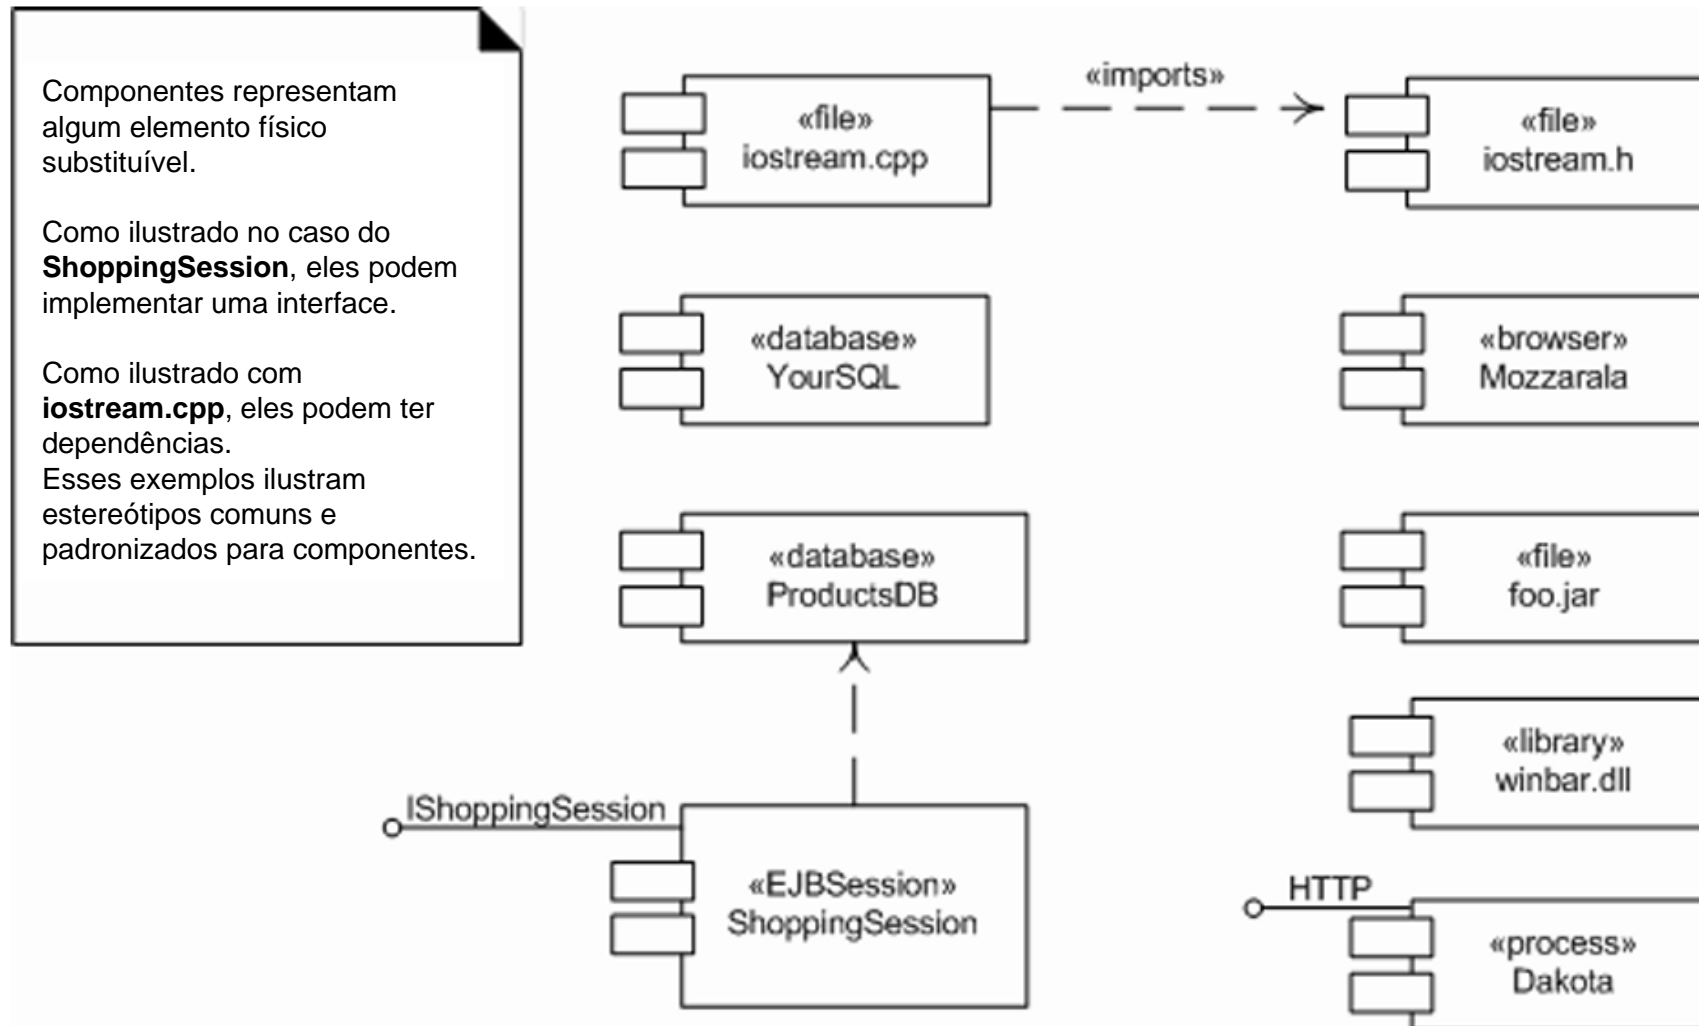 Componentes representam
algum elemento físico
substituível.
Como ilustrado no caso do
ShoppingSession, eles podem
implementar uma interface.
Como ilustrado com
iostream.cpp, eles podem ter
dependências.
Esses exemplos ilustram
estereótipos comuns e
padronizados para componentes.
«file»
iostream.cpp
«imports»
«file»
iostream.h
«database»
YourSQL
«browser»
Mozzarala
«database»
ProductsDB
«file»
foo.jar
«library»
winbar.dll
IShoppingSession
«EJBSession»
ShoppingSession
HTTP
«process»
Dakota